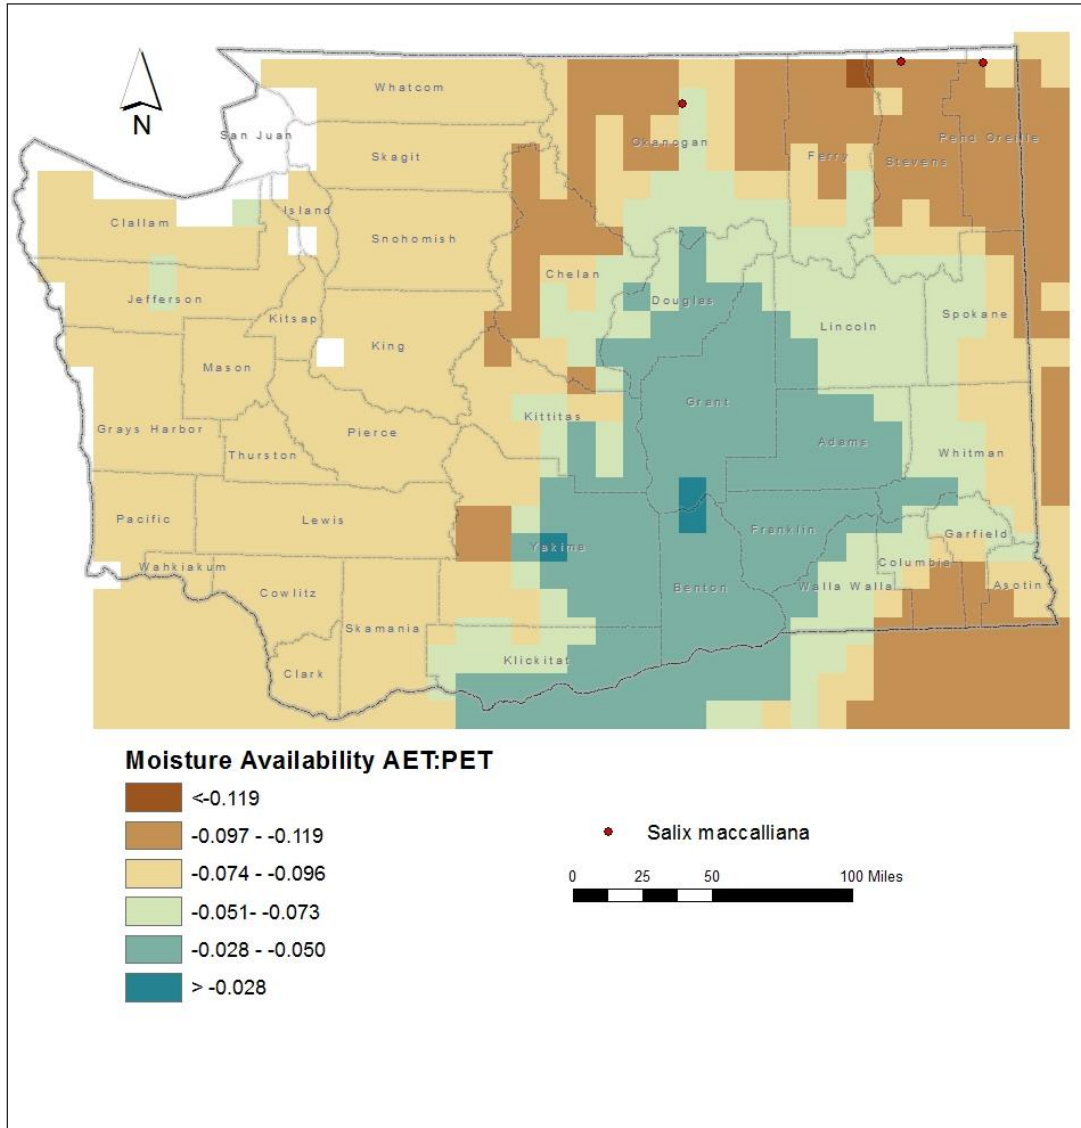 Whatcom
N
San Juan
Okanogan
Pend Oreille
Skagit
Ferry
Stevens
Island
Clallam
Snohomish
Chelan
Jefferson
Douglas
Kitsap
Spokane
Lincoln
King
Mason
Grant
Kittitas
Grays Harbor
Pierce
Adams
Thurston
Whitman
Pacific
Lewis
Franklin
Yakima
Garfield
Columbia
Wahkiakum
Cowlitz
Benton
Walla Walla
Asotin
Skamania
Klickitat
Clark
Moisture Availability AET:PET
<-0.119
-0.097 - -0.119
-0.074 - -0.096
-0.051- -0.073
-0.028 - -0.050
> -0.028
Salix maccalliana
0 25 50 100 Miles